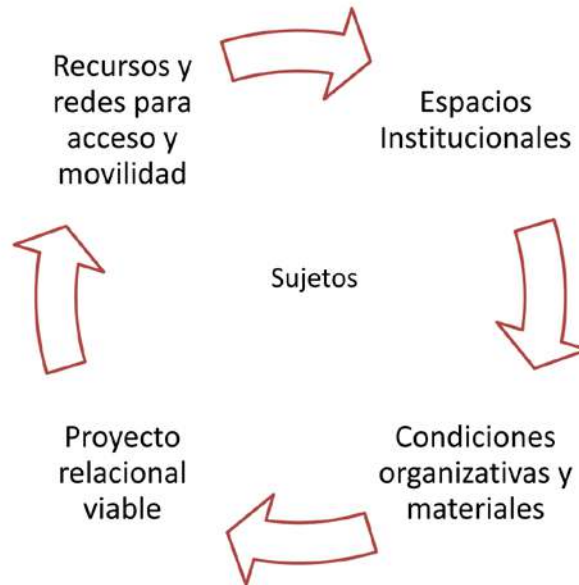 Recursos y
redes para
acceso y
movilidad
Espacios
Institucionales
Sujetos
Proyecto
relacional
viable
Condiciones
organizativas y
materiales